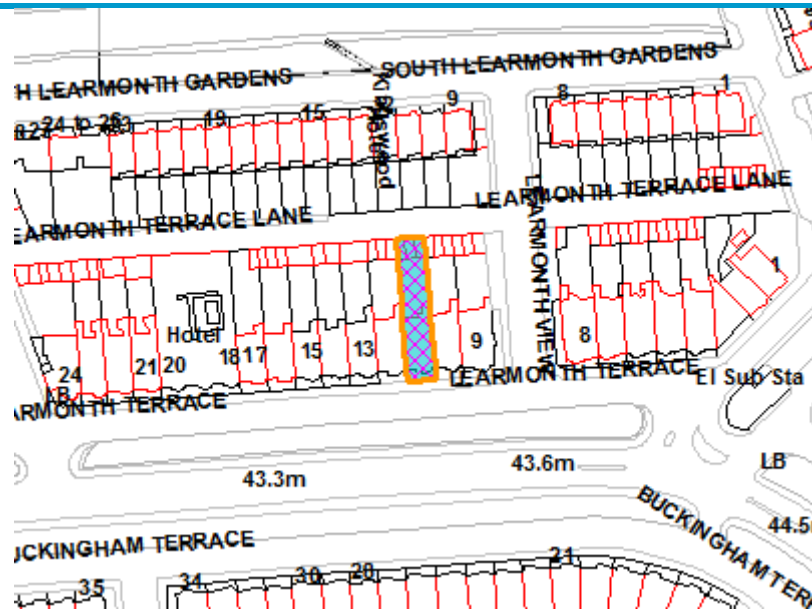 H LEARMONTH GARDENS
SOUTH LEARMONTH GARDENS
24 to 26
19
15
9
8
1
LEARMONTH TERRACE LANE
EARMONTH TERRACE LANE
LEARMONTH VIEW
Hotel
24
21
20
18
17
15
13
9
8
1
LEARMONTH TERRACE
El Sub Sta
ARMONTH TERRACE
43.3m
43.6m
LB
44.5
BUCKINGHAM TERR
UCKINGHAM TERRACE
35
34
30
28
21